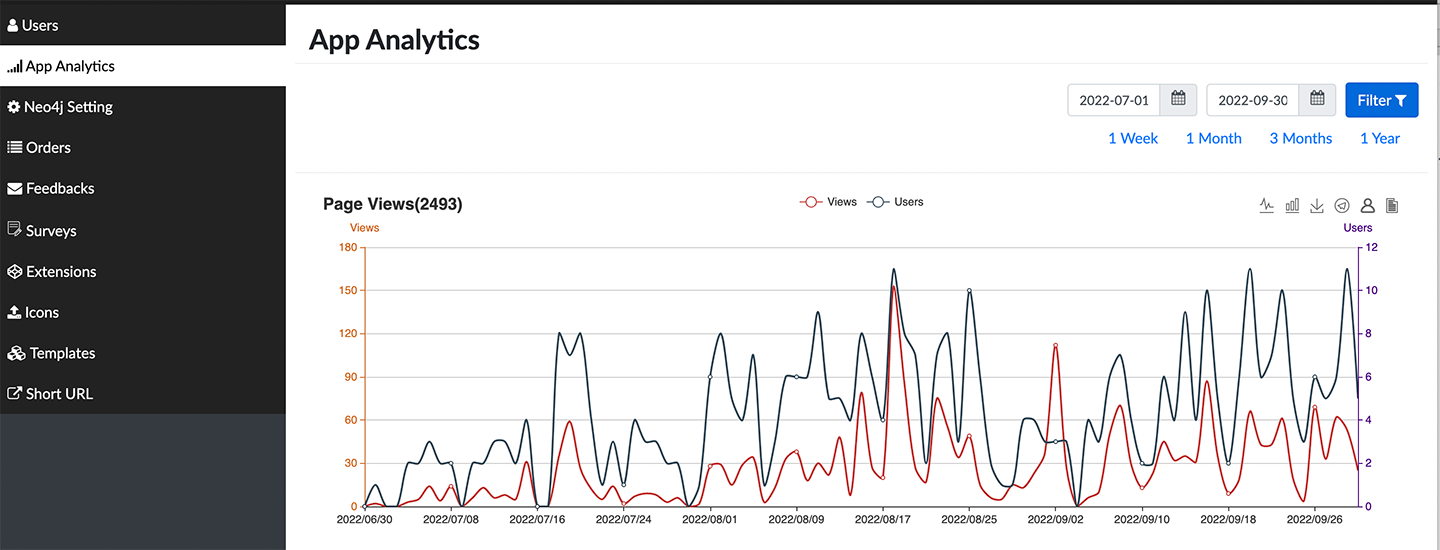 Users
App Analytics
Neo4j Setting
Orders
Feedbacks
Surveys
Extensions
Icons
Templates
Short URL
App Analytics
2022-07-01 2022-09-30 Filter
1 Week 1 Month 3 Months 1 Year
Page Views(2493) Views Users
Views Users
180 12
150 10
120 8
90 6
60 4
30 2
0 0
2022/06/30 2022/07/08 2022/07/16 2022/07/24 2022/08/01 2022/08/09 2022/08/17 2022/08/25 2022/09/02 2022/09/10 2022/09/18 2022/09/26